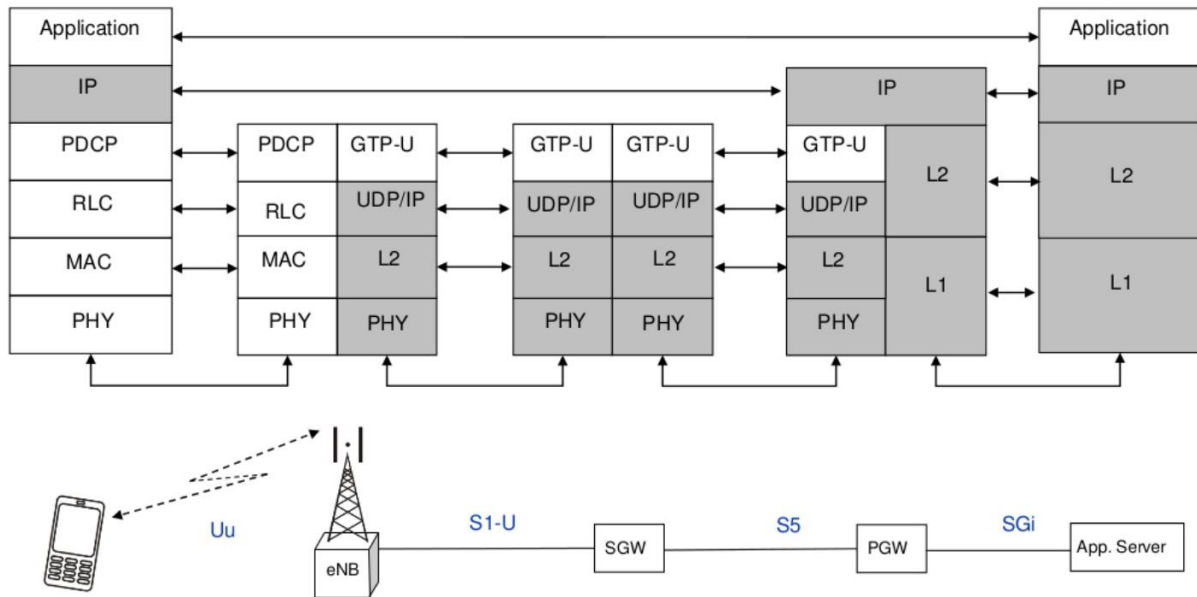 Application
Application
IP
IP
IP
PDCP
PDCP
GTP-U
GTP-U
GTP-U
GTP-U
L2
L2
RLC
RLC
UDP/IP
UDP/IP
UDP/IP
UDP/IP
MAC
MAC
L2
L2
L2
L2
L1
L1
PHY
PHY
PHY
PHY
PHY
PHY
Uu
S1-U
S5
SGi
eNB
SGW
PGW
App. Server